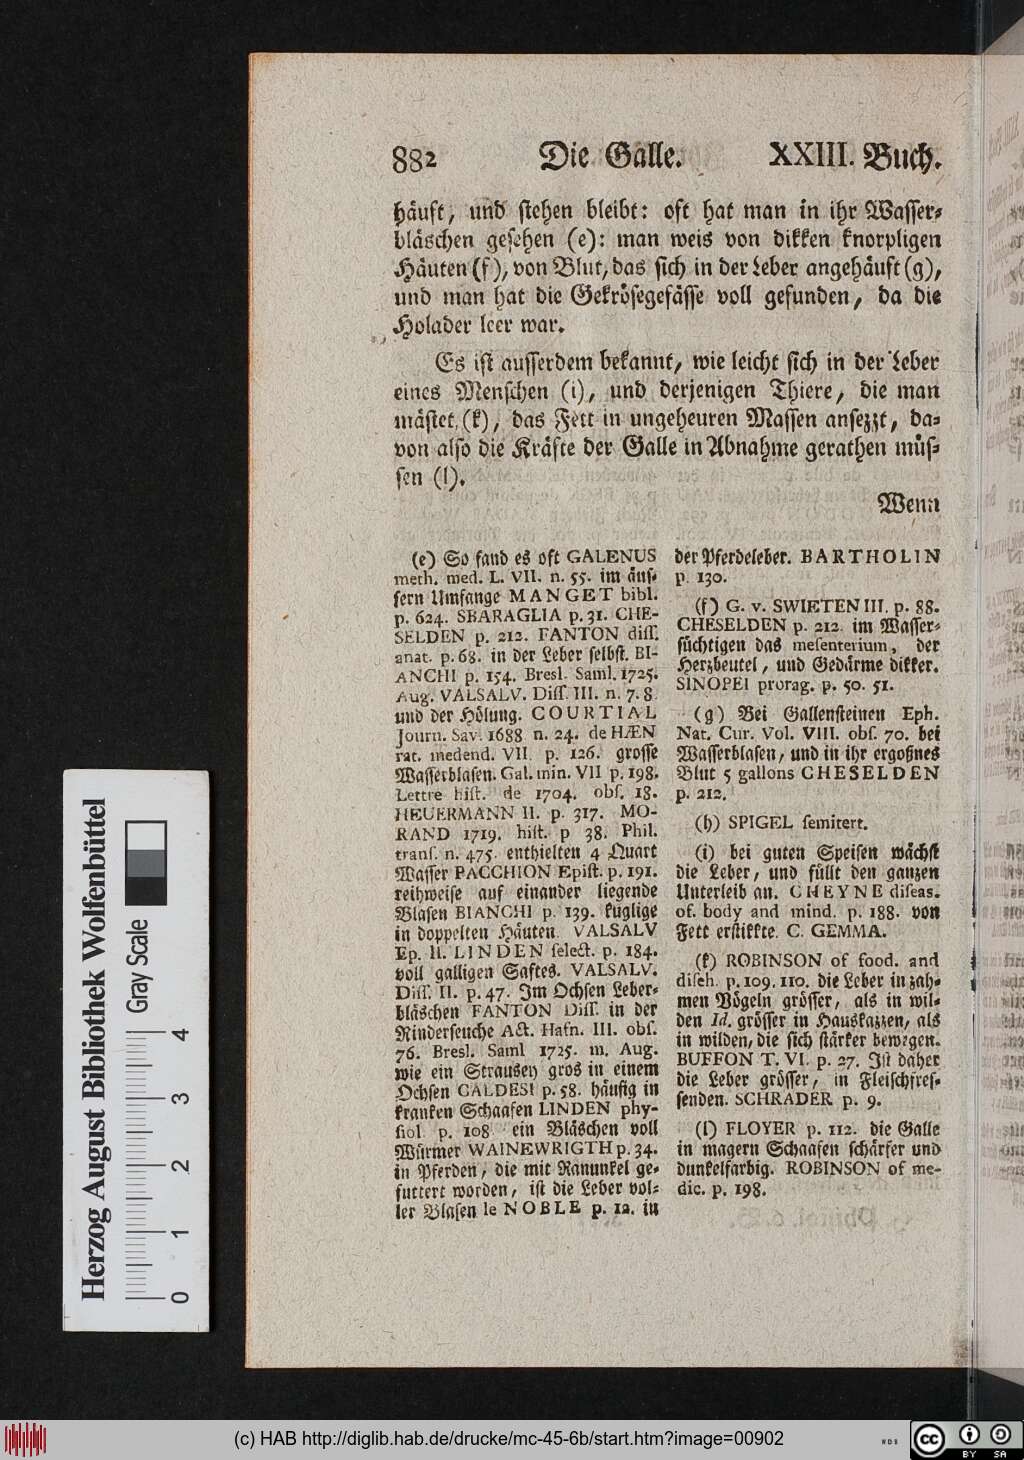 882 Die Galle. XXIII. Buch.
häuft, und stehen bleibt: oft hat man in ihr Wasser-
bläschen gesehen (e): man weis von dikken knorpligen
Häuten (f), von Blut, das sich in der Leber angehäuft (g),
und man hat die Gekrösegefässe voll gefunden, da die
Holader leer war.
Es ist ausserdem bekannt, wie leicht sich in der Leber
eines Menschen (i), und derjenigen Thiere, die man
mästet (k), das Fett in ungeheuren Massen ansezzt, da-
von also die Kräfte der Galle in Abnahme gerathen müs-
sen (l).
Wenn
(e) So fand es oft GALENUS
meth. med. L. VII. n. 55. im äus-
sern Umfange MANGET bibl.
p. 624. SBARAGLIA p. 31. CHE-
SELDEN p. 212. FANTON diss.
anat. p. 68. in der Leber selbst. BI-
ANCHI p. 154. Bresl. Saml. 1725.
Aug. VALSALV. Diss. III. n. 7. 8.
und der Hölung. COURTIAL
Journ. Sav. 1688 n. 24. de HÆN
rat. medend. VII. p. 126. grosse
Wasserblasen. Gal. min. VII p. 198.
Lettre hist. de 1704. obs. 18.
HEUERMANN II. p. 317. MO-
RAND 1719. hist. p 38. Phil.
trans. n. 475. enthielten 4 Quart
Wasser PACCHION Epist. p. 191.
reihweise auf einander liegende
Blasen BIANCHI p. 139. kuglige
in doppelten Häuten. VALSALV
Ep. II. LINDEN select. p. 184.
voll galligen Saftes. VALSALV.
Diss. II. p. 47. Im Ochsen Leber-
bläschen FANTON Diss. in der
Rinderseuche Act. Hafn. III. obs.
76. Bresl. Saml 1725. m. Aug.
wie ein Strausey gros in einem
Ochsen CALDESI p. 58. häufig in
kranken Schaafen LINDEN phy-
siol. p. 108. ein Bläschen voll
Würmer WAINEWRIGTH p. 34.
in Pferden, die mit Ranunkel ge-
futtert worden, ist die Leber vol-
ler Blasen le NOBLE p. 12. in
der Pferdeleber. BARTHOLIN
p. 130.
(f) G. v. SWIETEN III. p. 88.
CHESELDEN p. 212. im Wasser-
süchtigen das mesenterium, der
Herzbeutel, und Gedärme dikker.
SINOPEI prorag. p. 50. 51.
(g) Bei Gallensteinen Eph.
Nat. Cur. Vol. VIII. obs. 70. bei
Wasserblasen, und in ihr ergoßnes
Blut 5 gallons CHESELDEN
p. 212.
(h) SPIGEL semitert.
(i) bei guten Speisen wächst
die Leber, und füllt den ganzen
Unterleib an. CHEYNE diseas.
of. body and mind. p. 188. von
Fett erstikkte. C. GEMMA.
(k) ROBINSON of food. and
disch. p. 109. 110. die Leber in zah-
men Vögeln grösser, als in wil-
den Id. grösser in Hauskazzen, als
in wilden, die sich stärker bewegen.
BUFFON T. VI. p. 27. Ist daher
die Leber grösser, in Fleischfres-
senden. SCHRADER p. 9.
(l) FLOYER p. 112. die Galle
in magern Schaafen schärfer und
dunkelfarbig. ROBINSON of me-
dic. p. 198.
Herzog August Bibliothek Wolfenbüttel
Gray Scale
0 1 2 3 4
(c) HAB http://diglib.hab.de/drucke/mc-45-6b/start.htm?image=00902
cc BY SA